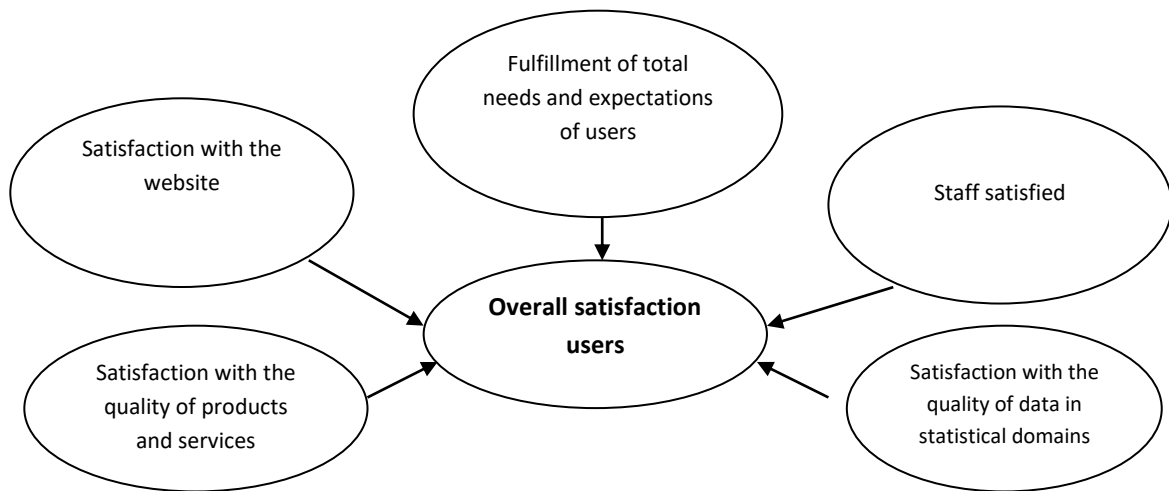 Fulfillment of total
needs and expectations
of users
Satisfaction with the
website
Staff satisfied
Overall satisfaction
users
Satisfaction with the
quality of products
and services
Satisfaction with the
quality of data in
statistical domains